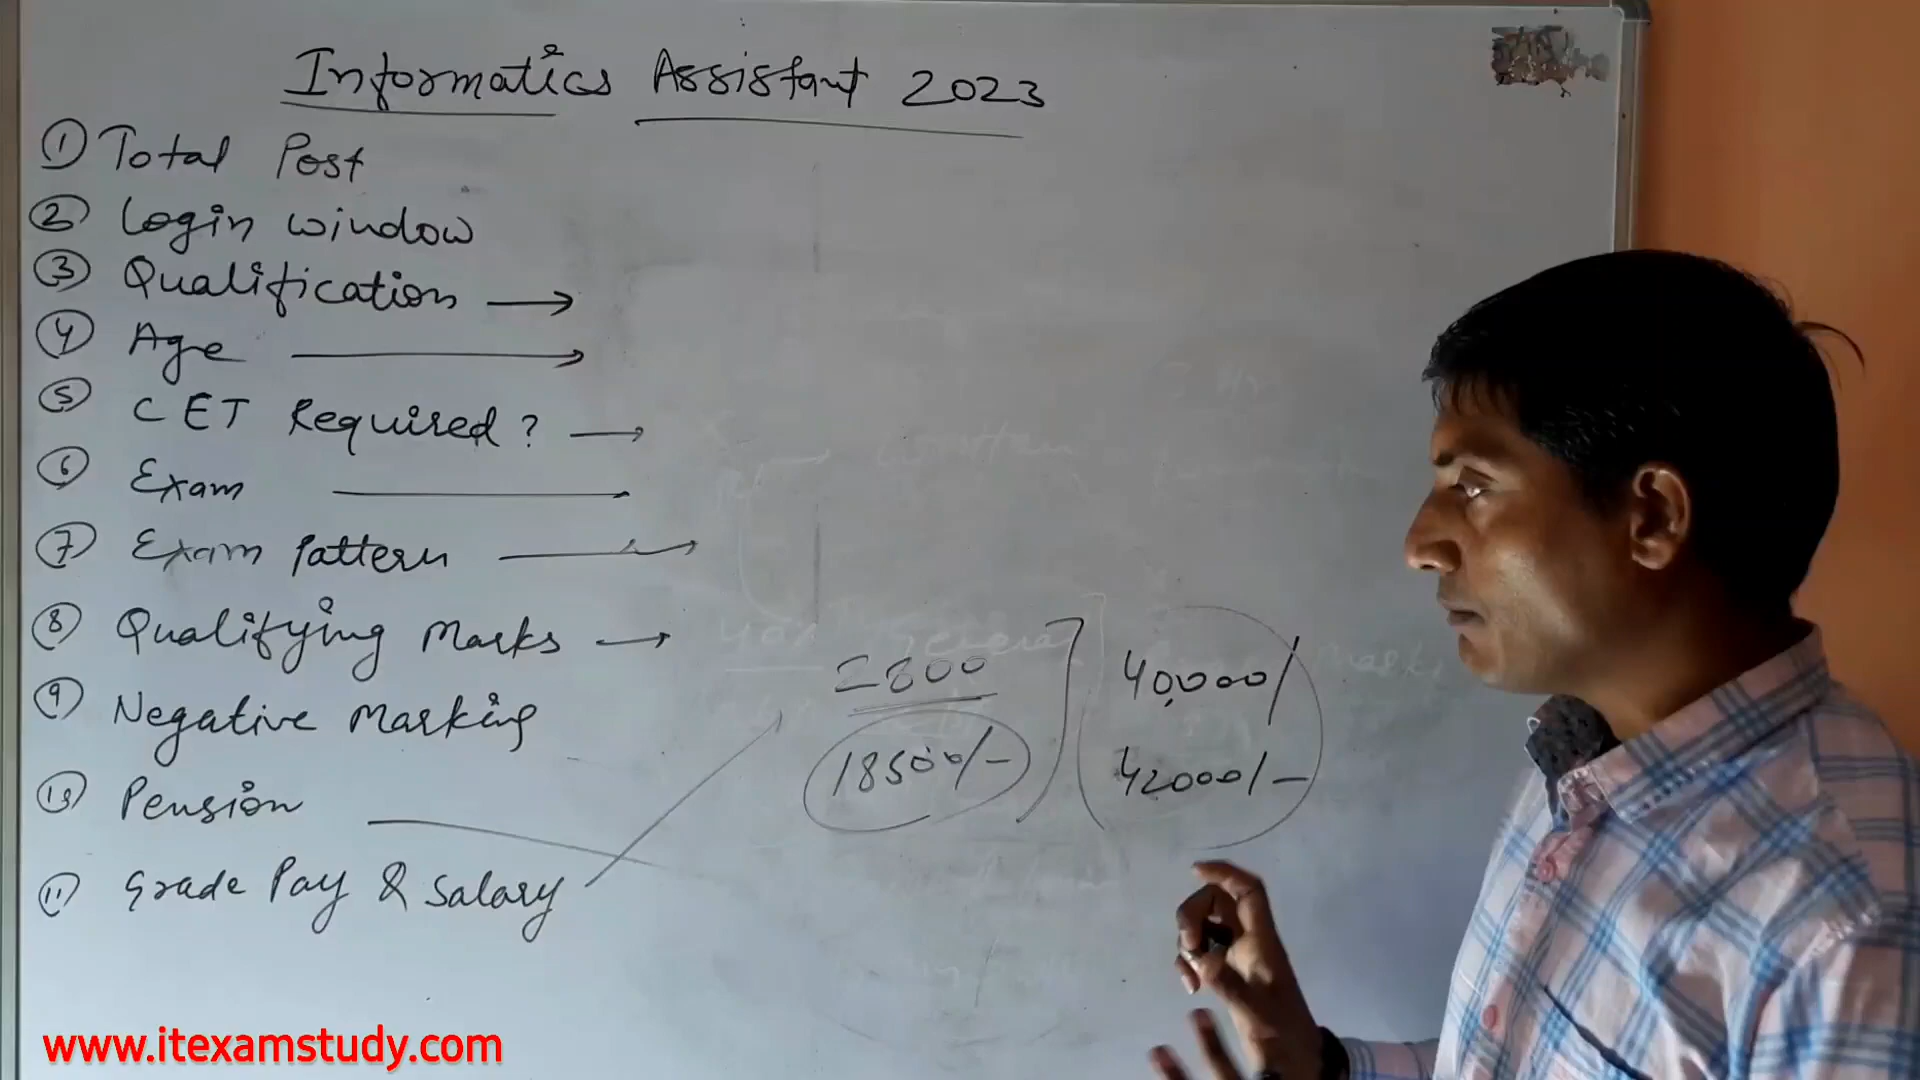 Informatics Assistant 2023
① Total Post
② Login window
③ Qualification →
④ Age →
⑤ CET Required ? →
⑥ Exam
⑦ Exam Pattern →
⑧ Qualifying Marks →
⑨ Negative Marking
⑩ Pension
⑪ Grade Pay & Salary
2800
18500/-
40,000/
42000/-
www.itexamstudy.com